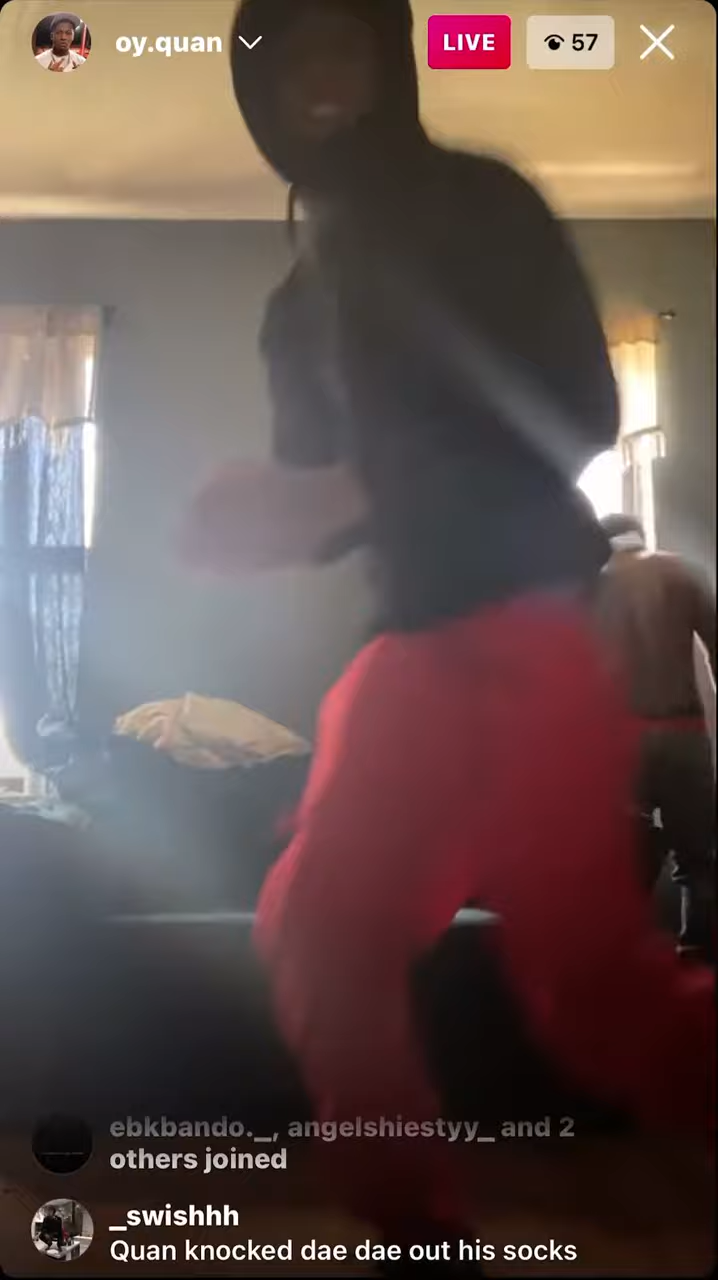 oy.quan
LIVE
57
ebkbando._, angelshiestyy_ and 2
others joined
_swishhh
Quan knocked dae dae out his socks